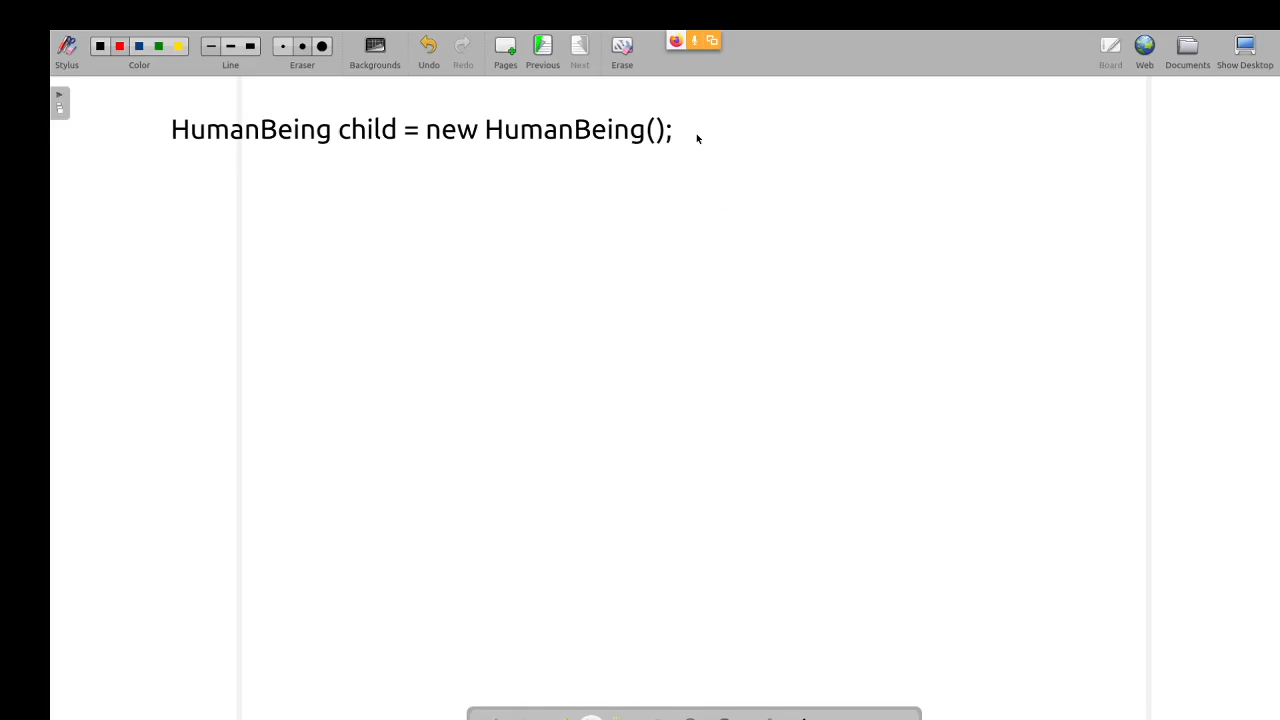 Stylus Color Line Eraser Backgrounds Undo Redo Pages Previous Next Erase Board Web Documents Show Desktop
HumanBeing child = new HumanBeing();